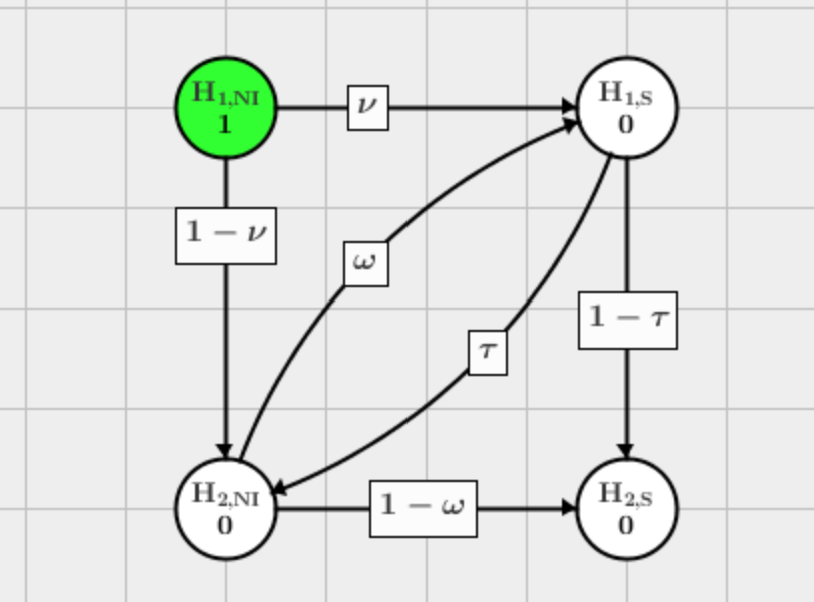 H1,NI
1
ν
H1,S
0
1 − ν
ω
1 − τ
τ
H2,NI
0
1 − ω
H2,S
0